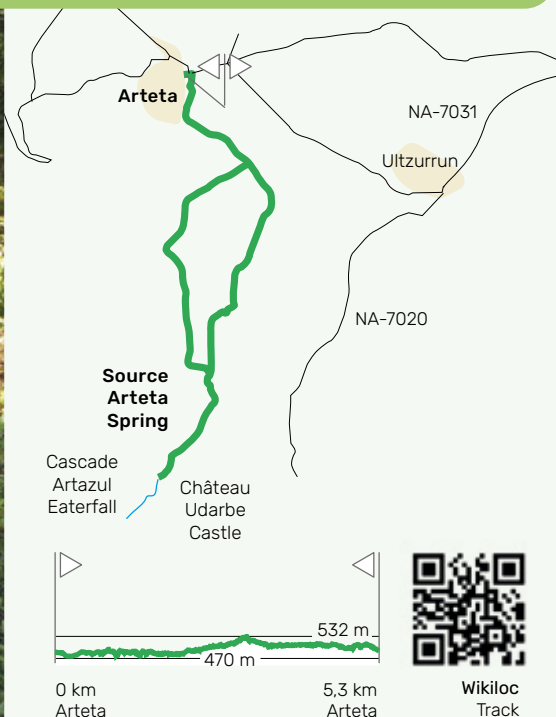 Arteta
NA-7031
Ultzurrun
NA-7020
Source
Arteta
Spring
Cascade
Artazul
Eaterfall
Château
Udarbe
Castle
532 m
470 m
0 km
Arteta
5,3 km
Arteta
Wikiloc
Track